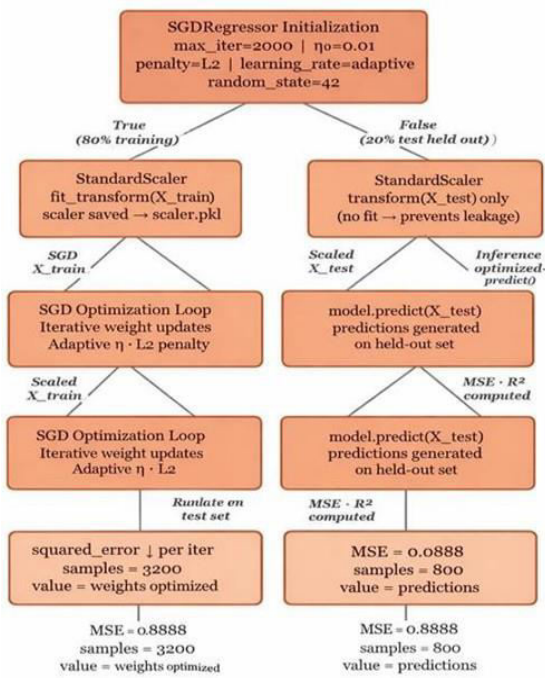 SGDRegressor Initialization
max_iter=2000 | η₀=0.01
penalty=L2 | learning_rate=adaptive
random_state=42
True
(80% training)
False
(20% test held out) )
StandardScaler
fit_transform(X_train)
scaler saved → scaler.pkl
StandardScaler
transform(X_test) only
(no fit → prevents leakage)
SGD
X_train
Scaled
X_test
Inference
optimized-
predict()
SGD Optimization Loop
Iterative weight updates
Adaptive η · L2 penalty
model.predict(X_test)
predictions generated
on held-out set
Scaled
X_train
MSE · R²
computed
SGD Optimization Loop
Iterative weight updates
Adaptive η · L2
model.predict(X_test)
predictions generated
on held-out set
Runlate on
test set
MSE · R²
computed
squared_error ↓ per iter
samples = 3200
value = weights optimized
MSE = 0.0888
samples = 800
value = predictions
MSE = 0.8888
samples = 3200
value = weights optimized
MSE = 0.8888
samples = 800
value = predictions